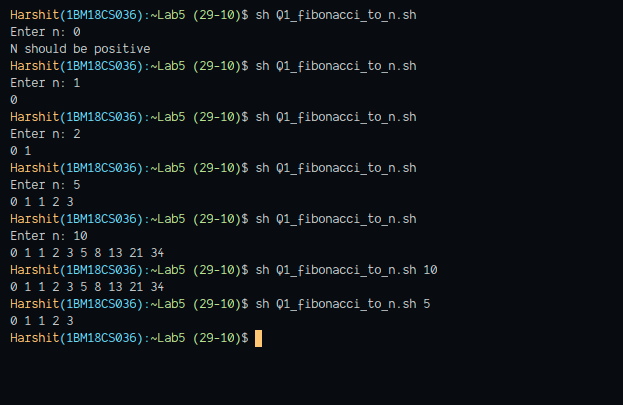 Harshit(1BM18CS036):~Lab5 (29-10)$ sh Q1_fibonacci_to_n.sh
Enter n: 0
N should be positive
Harshit(1BM18CS036):~Lab5 (29-10)$ sh Q1_fibonacci_to_n.sh
Enter n: 1
0
Harshit(1BM18CS036):~Lab5 (29-10)$ sh Q1_fibonacci_to_n.sh
Enter n: 2
0 1
Harshit(1BM18CS036):~Lab5 (29-10)$ sh Q1_fibonacci_to_n.sh
Enter n: 5
0 1 1 2 3
Harshit(1BM18CS036):~Lab5 (29-10)$ sh Q1_fibonacci_to_n.sh
Enter n: 10
0 1 1 2 3 5 8 13 21 34
Harshit(1BM18CS036):~Lab5 (29-10)$ sh Q1_fibonacci_to_n.sh 10
0 1 1 2 3 5 8 13 21 34
Harshit(1BM18CS036):~Lab5 (29-10)$ sh Q1_fibonacci_to_n.sh 5
0 1 1 2 3
Harshit(1BM18CS036):~Lab5 (29-10)$